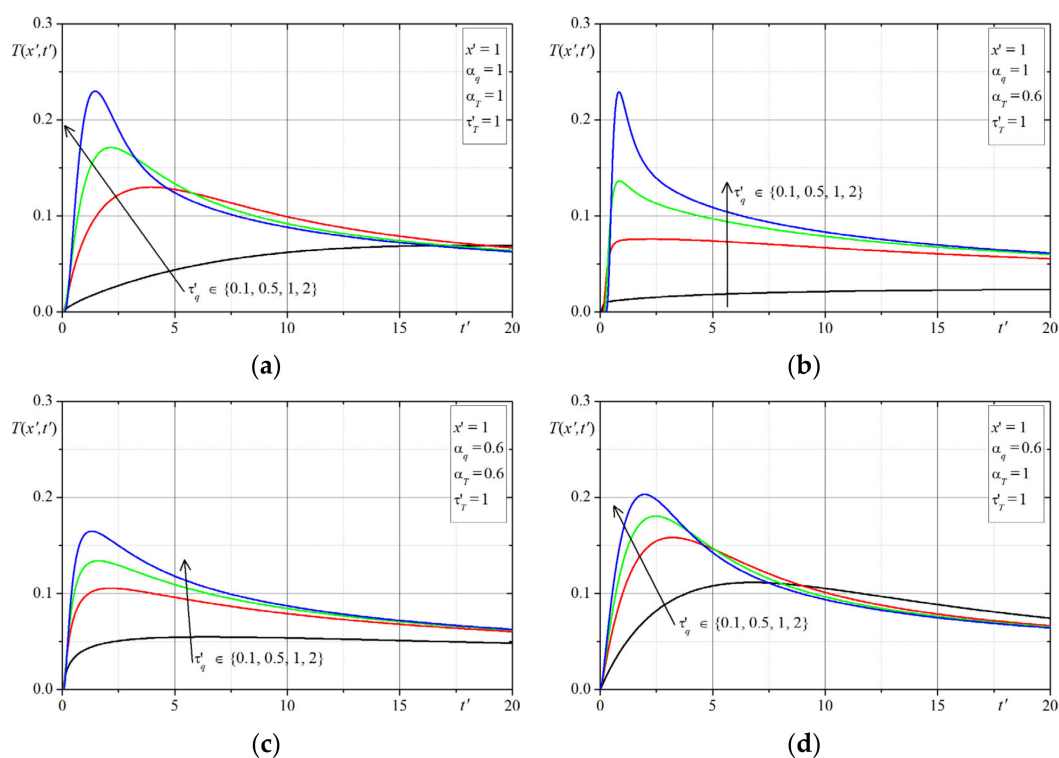 0.3
T(x',t')
0.2
0.1
0.0
0 5 10 15 20
t'
x' = 1
α_q = 1
α_T = 1
τ'_T = 1
τ'_q ∈ {0.1, 0.5, 1, 2}
(a)
0.3
T(x',t')
0.2
0.1
0.0
0 5 10 15 20
t'
x' = 1
α_q = 1
α_T = 0.6
τ'_T = 1
τ'_q ∈ {0.1, 0.5, 1, 2}
(b)
0.3
T(x',t')
0.2
0.1
0.0
0 5 10 15 20
t'
x' = 1
α_q = 0.6
α_T = 0.6
τ'_T = 1
τ'_q ∈ {0.1, 0.5, 1, 2}
(c)
0.3
T(x',t')
0.2
0.1
0.0
0 5 10 15 20
t'
x' = 1
α_q = 0.6
α_T = 1
τ'_T = 1
τ'_q ∈ {0.1, 0.5, 1, 2}
(d)